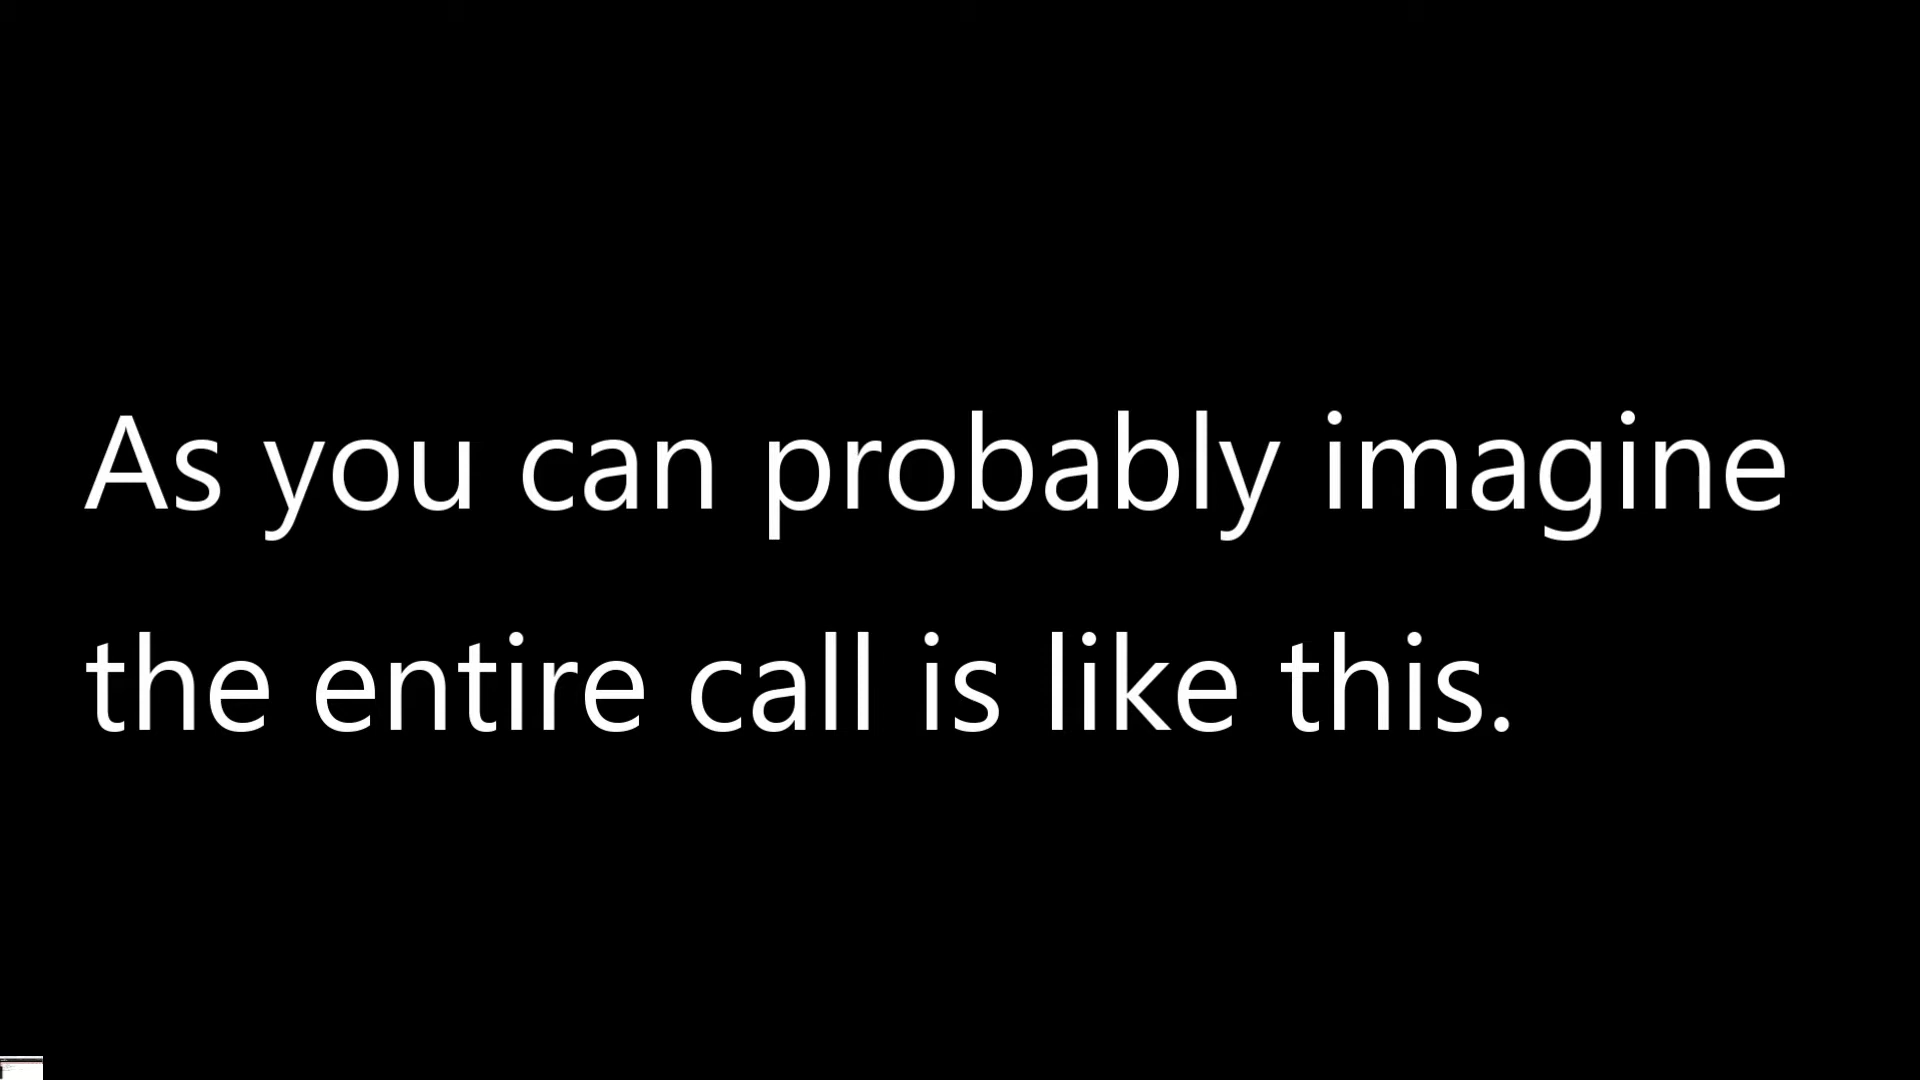 As you can probably imagine
the entire call is like this.